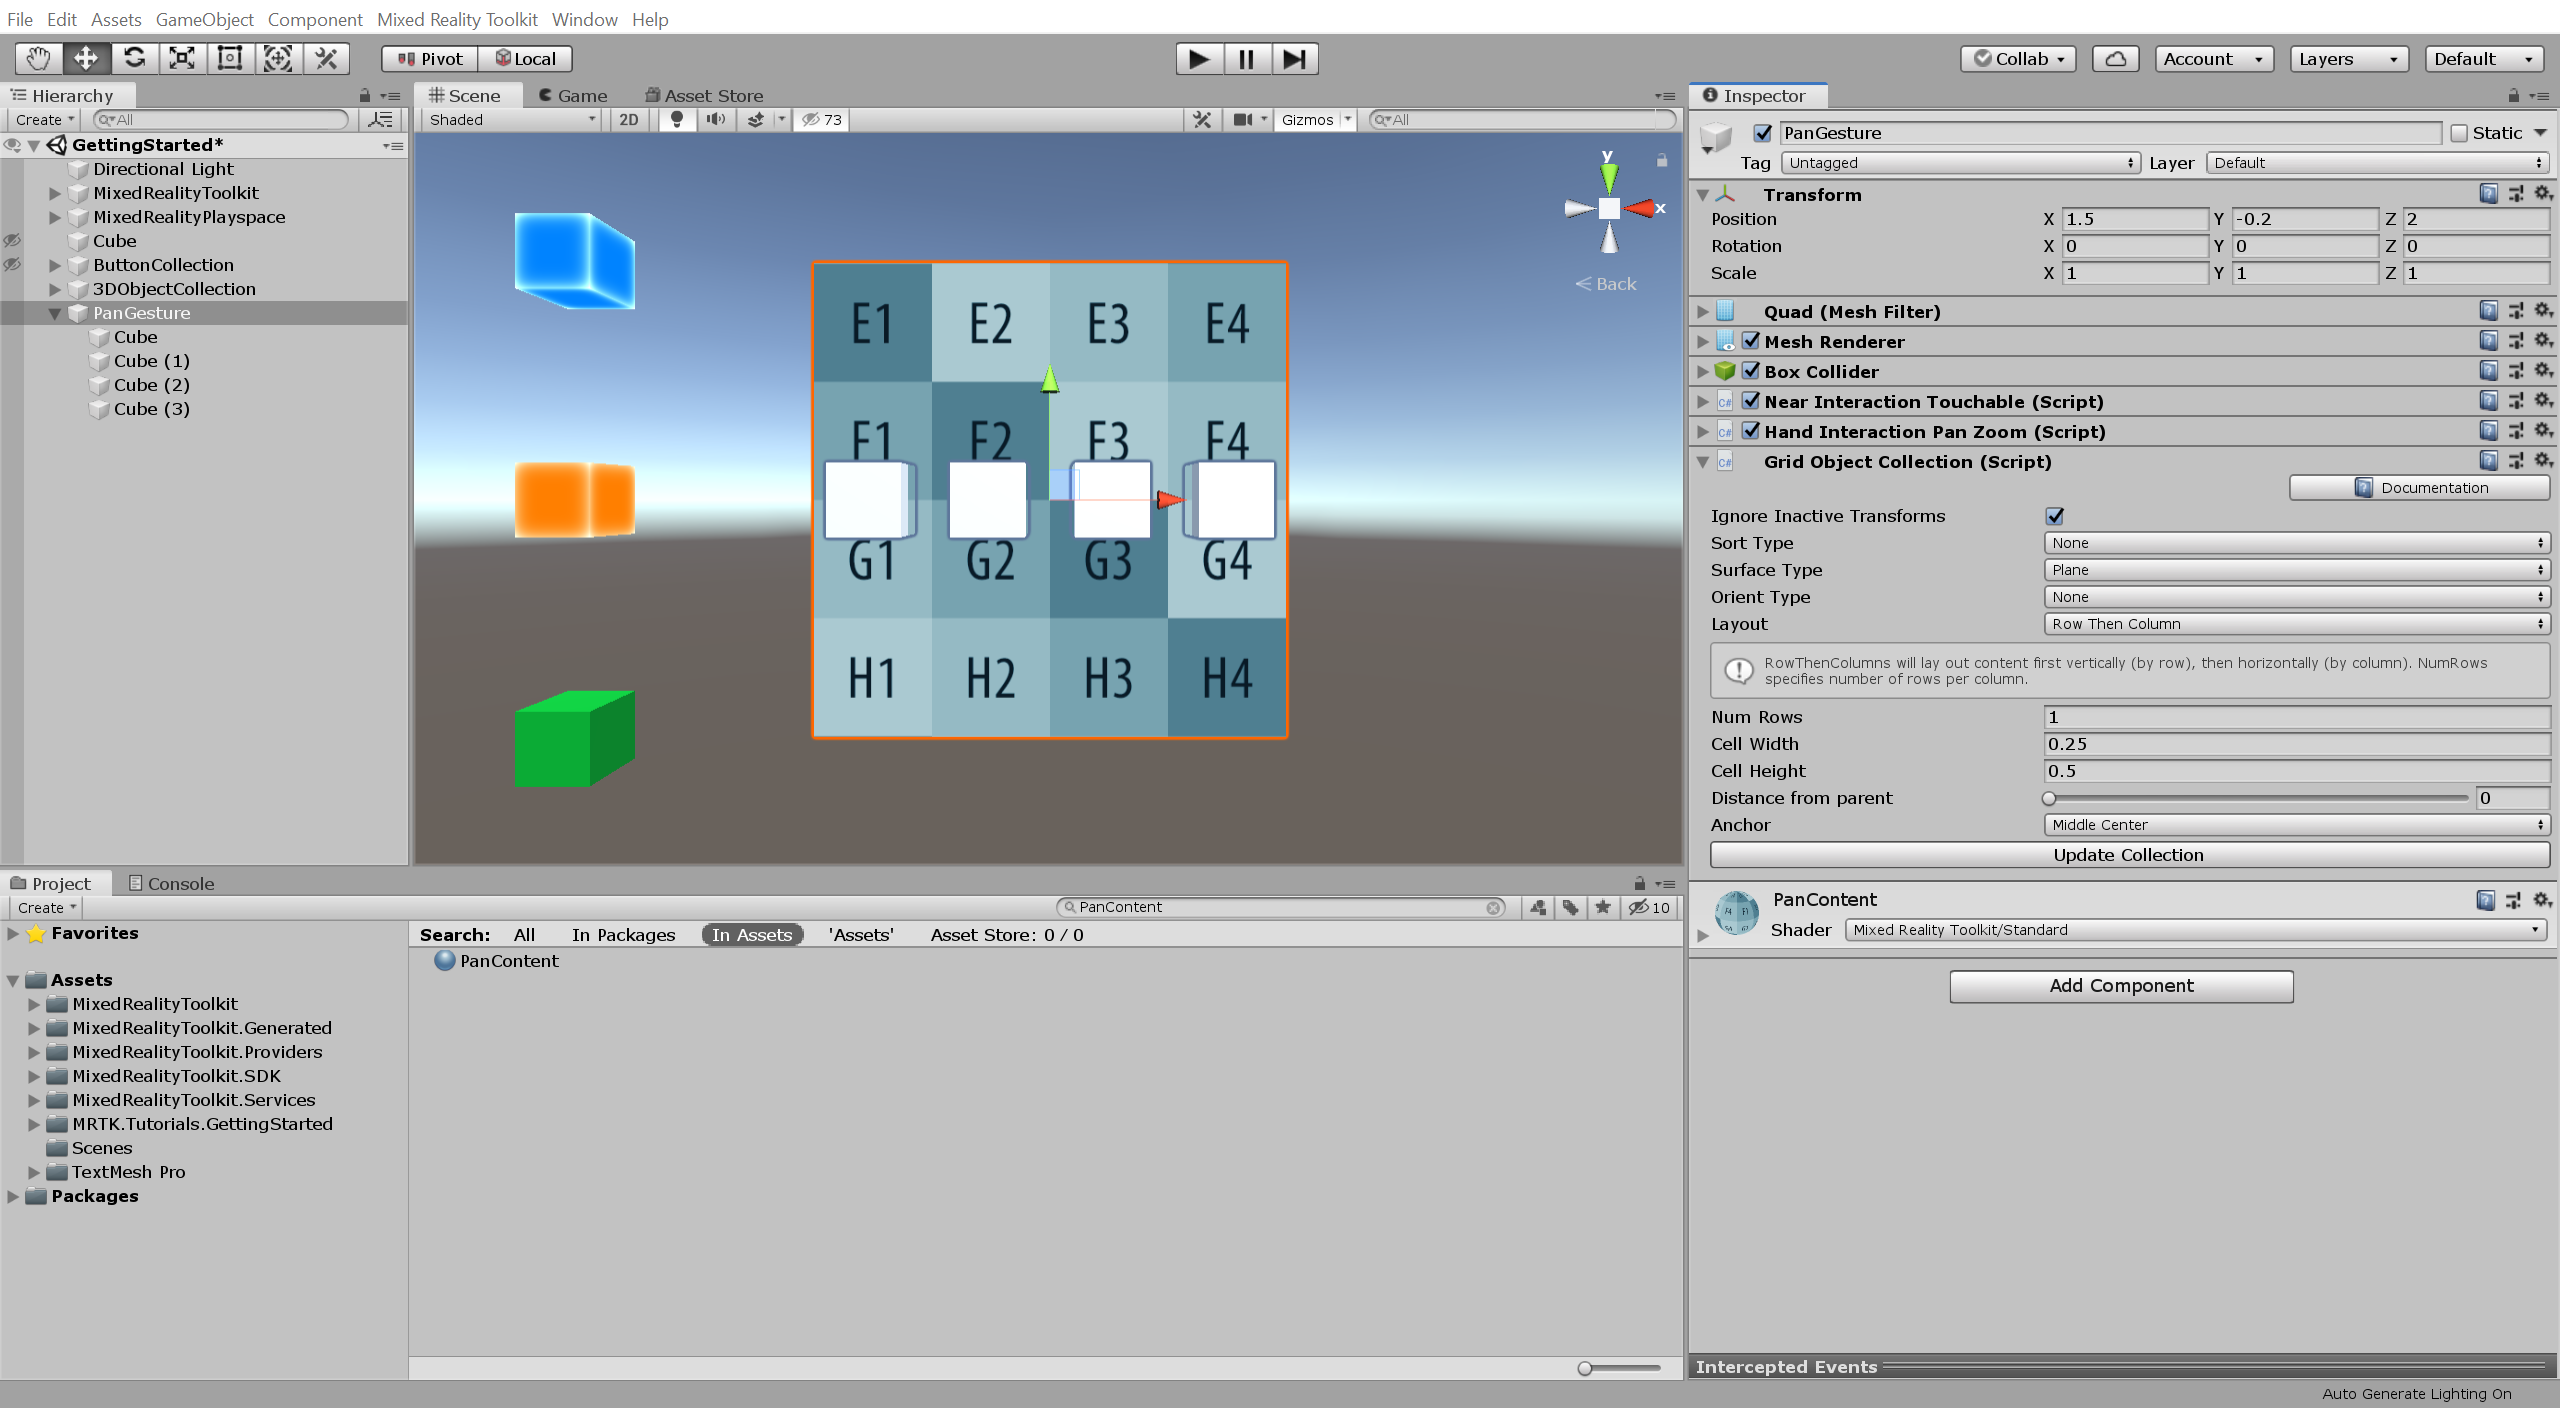 File Edit Assets GameObject Component Mixed Reality Toolkit Window Help
Pivot Local Collab Account Layers Default
Hierarchy
Create All
GettingStarted*
Directional Light
MixedRealityToolkit
MixedRealityPlayspace
Cube
ButtonCollection
3DObjectCollection
PanGesture
Cube
Cube (1)
Cube (2)
Cube (3)
Scene Game Asset Store
Shaded 2D 73 Gizmos All
y
x
Back
E1 E2 E3 E4
F1 F2 F3 F4
G1 G2 G3 G4
H1 H2 H3 H4
Inspector
PanGesture Static
Tag Untagged Layer Default
Transform
Position X 1.5 Y -0.2 Z 2
Rotation X 0 Y 0 Z 0
Scale X 1 Y 1 Z 1
Quad (Mesh Filter)
Mesh Renderer
Box Collider
C# Near Interaction Touchable (Script)
C# Hand Interaction Pan Zoom (Script)
C# Grid Object Collection (Script)
Documentation
Ignore Inactive Transforms
Sort Type None
Surface Type Plane
Orient Type None
Layout Row Then Column
RowThenColumns will lay out content first vertically (by row), then horizontally (by column). NumRows
specifies number of rows per column.
Num Rows 1
Cell Width 0.25
Cell Height 0.5
Distance from parent 0
Anchor Middle Center
Update Collection
PanContent
Shader Mixed Reality Toolkit/Standard
Add Component
Intercepted Events
Project Console
Create PanContent 10
Favorites
Assets
MixedRealityToolkit
MixedRealityToolkit.Generated
MixedRealityToolkit.Providers
MixedRealityToolkit.SDK
MixedRealityToolkit.Services
MRTK.Tutorials.GettingStarted
Scenes
TextMesh Pro
Packages
Search: All In Packages In Assets 'Assets' Asset Store: 0 / 0
PanContent
Auto Generate Lighting On